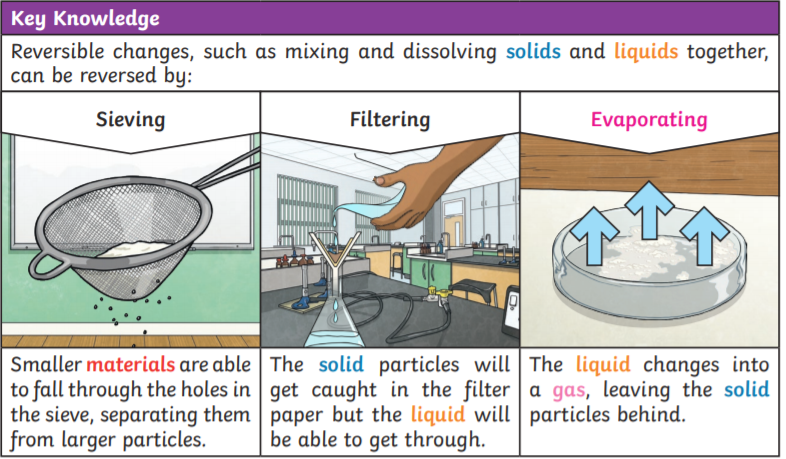 Key Knowledge
Reversible changes, such as mixing and dissolving solids and liquids together,
can be reversed by:
Sieving
Filtering
Evaporating
Smaller materials are able
to fall through the holes in
the sieve, separating them
from larger particles.
The solid particles will
get caught in the filter
paper but the liquid will
be able to get through.
The liquid changes into
a gas, leaving the solid
particles behind.